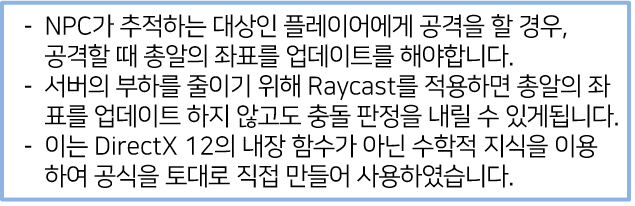 - NPC가 추적하는 대상인 플레이어에게 공격을 할 경우,
공격할 때 총알의 좌표를 업데이트를 해야합니다.
- 서버의 부하를 줄이기 위해 Raycast를 적용하면 총알의 좌
표를 업데이트 하지 않고도 충돌 판정을 내릴 수 있게됩니다.
- 이는 DirectX 12의 내장 함수가 아닌 수학적 지식을 이용
하여 공식을 토대로 직접 만들어 사용하였습니다.